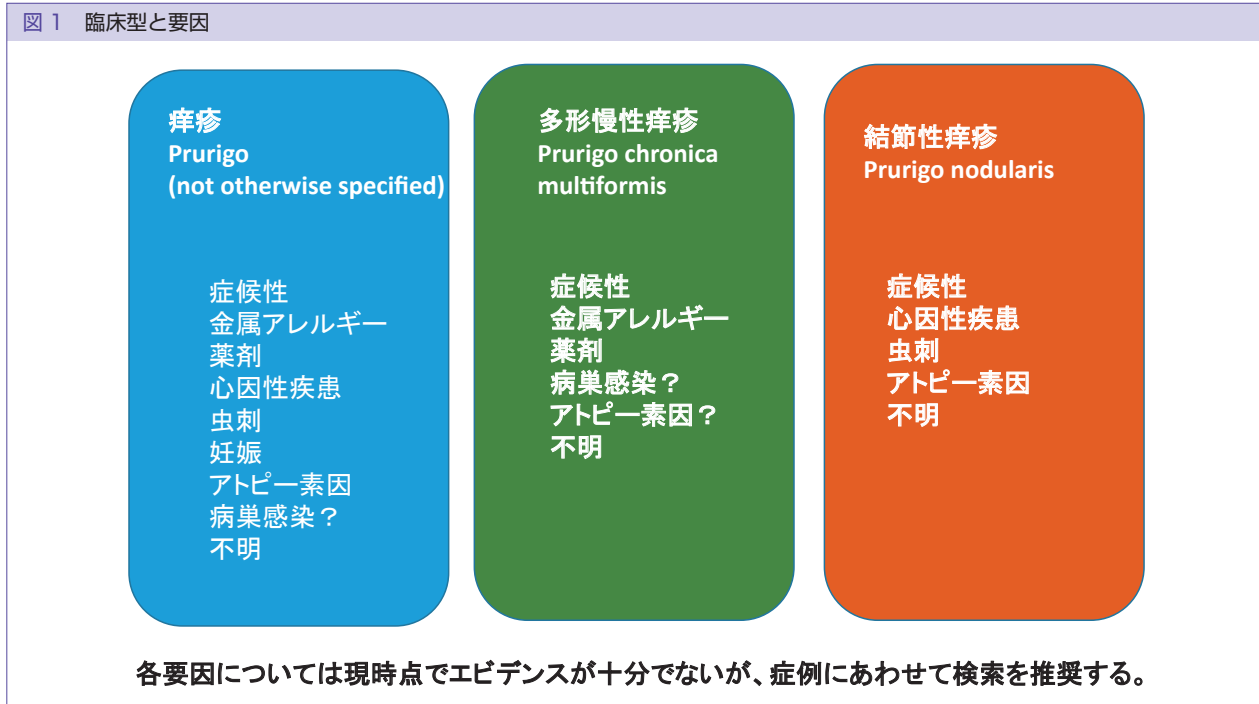 図1 臨床型と要因
痒疹
Prurigo
(not otherwise specified)
症候性
金属アレルギー
薬剤
心因性疾患
虫刺
妊娠
アトピー素因
病巣感染？
不明
多形慢性痒疹
Prurigo chronica
multiformis
症候性
金属アレルギー
薬剤
病巣感染？
アトピー素因？
不明
結節性痒疹
Prurigo nodularis
症候性
心因性疾患
虫刺
アトピー素因
不明
各要因については現時点でエビデンスが十分でないが、症例にあわせて検索を推奨する。